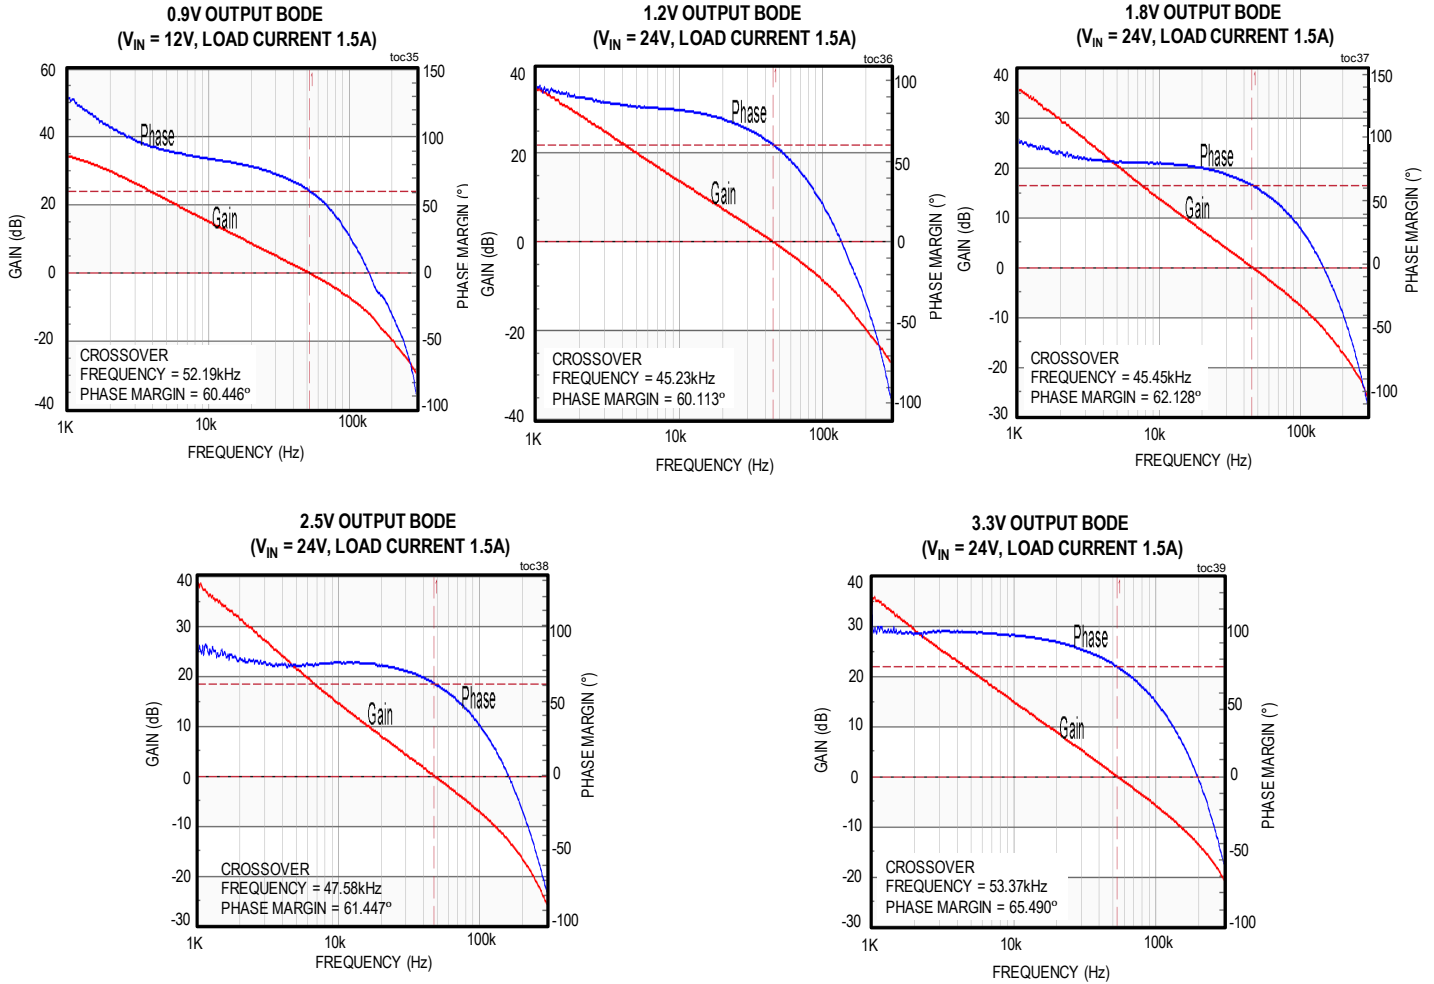 0.9V OUTPUT BODE
(VIN = 12V, LOAD CURRENT 1.5A)
toc35
60
40
20
0
-20
-40
150
100
50
0
-50
-100
GAIN (dB)
PHASE MARGIN (°)
Phase
Gain
CROSSOVER
FREQUENCY = 52.19kHz
PHASE MARGIN = 60.446º
1K
10k
100k
FREQUENCY (Hz)
1.2V OUTPUT BODE
(VIN = 24V, LOAD CURRENT 1.5A)
toc36
40
20
0
-20
-40
100
50
0
-50
-100
GAIN (dB)
PHASE MARGIN (°)
Phase
Gain
CROSSOVER
FREQUENCY = 45.23kHz
PHASE MARGIN = 60.113º
1K
10k
100k
FREQUENCY (Hz)
1.8V OUTPUT BODE
(VIN = 24V, LOAD CURRENT 1.5A)
toc37
40
30
20
10
0
-10
-20
-30
150
100
50
0
-50
-100
GAIN (dB)
PHASE MARGIN (°)
Phase
Gain
CROSSOVER
FREQUENCY = 45.45kHz
PHASE MARGIN = 62.128º
1K
10k
100k
FREQUENCY (Hz)
2.5V OUTPUT BODE
(VIN = 24V, LOAD CURRENT 1.5A)
toc38
40
30
20
10
0
-10
-20
-30
100
50
0
-50
-100
GAIN (dB)
PHASE MARGIN (°)
Phase
Gain
CROSSOVER
FREQUENCY = 47.58kHz
PHASE MARGIN = 61.447º
1K
10k
100k
FREQUENCY (Hz)
3.3V OUTPUT BODE
(VIN = 24V, LOAD CURRENT 1.5A)
toc39
40
30
20
10
0
-10
-20
-30
100
50
0
-50
-100
GAIN (dB)
PHASE MARGIN (°)
Phase
Gain
CROSSOVER
FREQUENCY = 53.37kHz
PHASE MARGIN = 65.490º
1K
10k
100k
FREQUENCY (Hz)